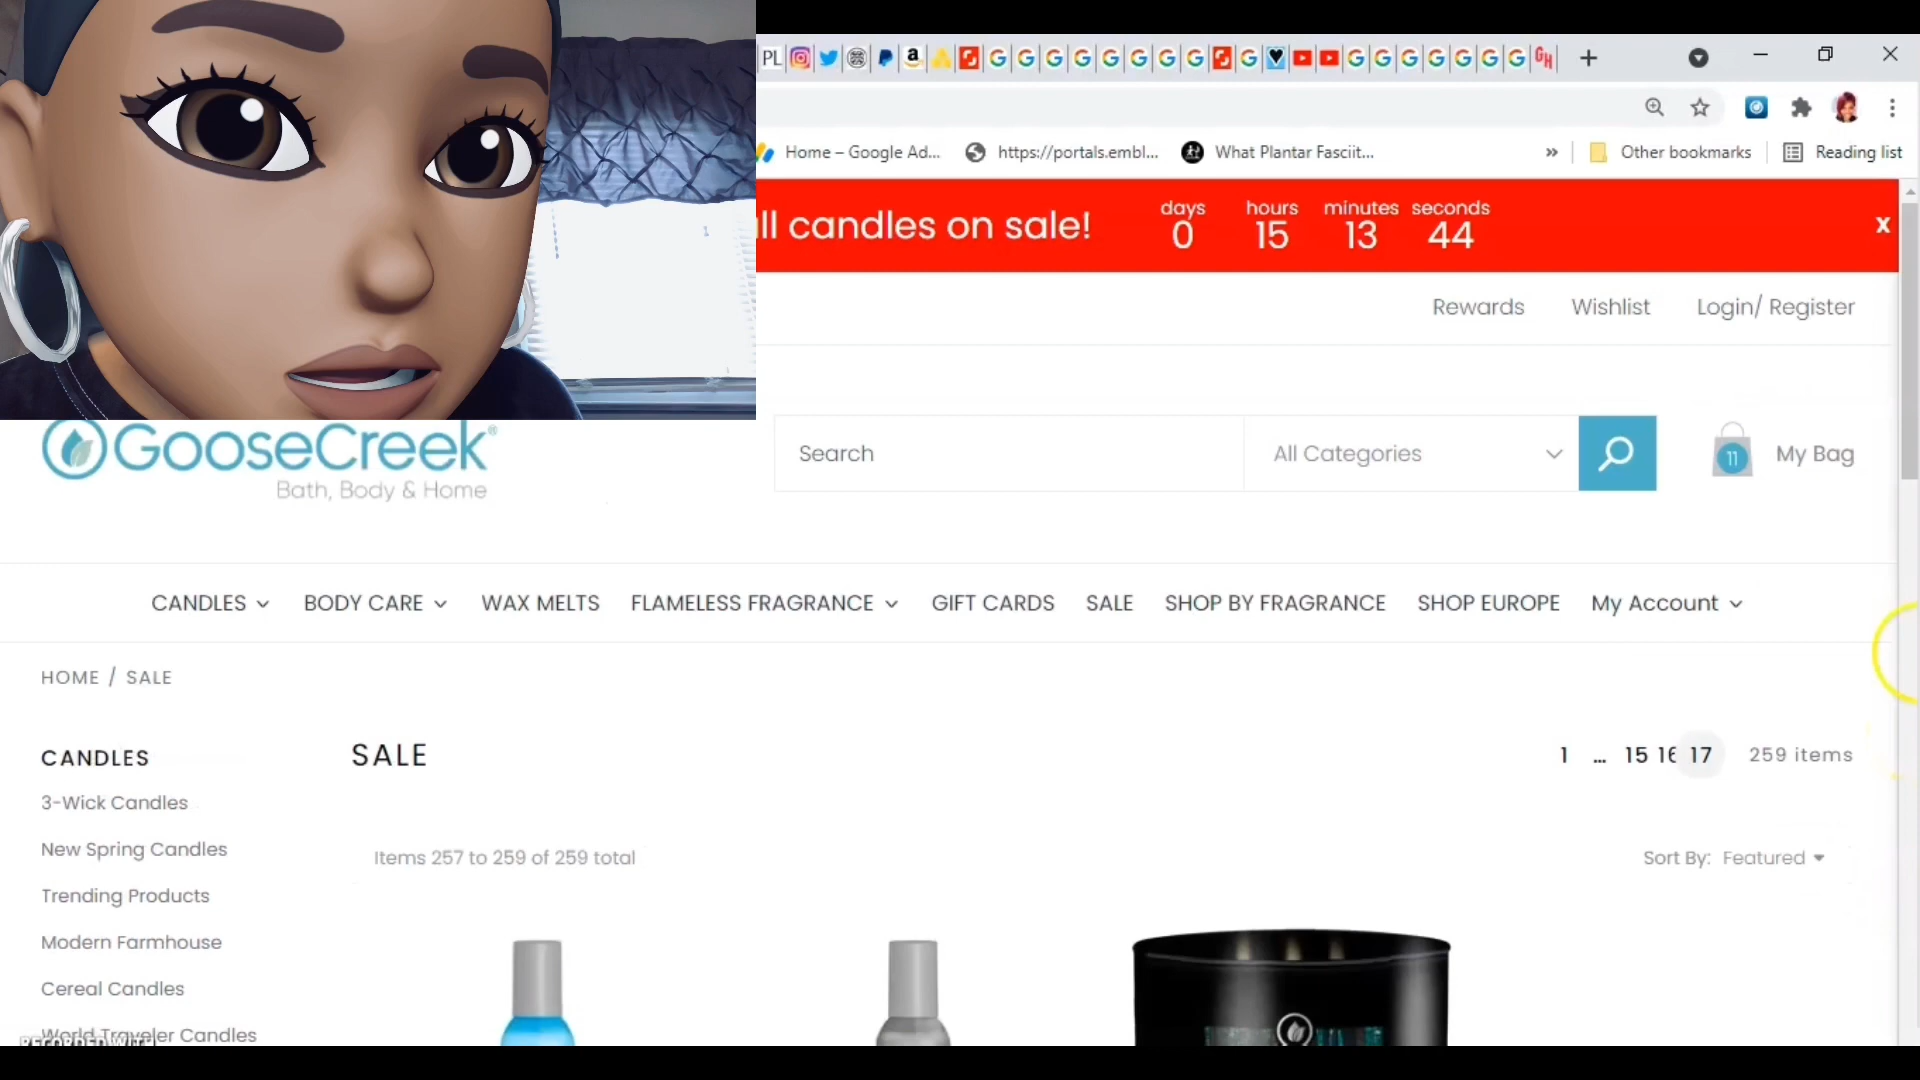 PL
Home – Google Ad...
https://portals.embl...
What Plantar Fasciit...
»
Other bookmarks
Reading list
ll candles on sale!
days
hours
minutes
seconds
0
15
13
44
x
Rewards
Wishlist
Login/ Register
GooseCreek®
Bath, Body & Home
Search
All Categories
11
My Bag
CANDLES
BODY CARE
WAX MELTS
FLAMELESS FRAGRANCE
GIFT CARDS
SALE
SHOP BY FRAGRANCE
SHOP EUROPE
My Account
HOME / SALE
CANDLES
SALE
1 ... 15 16 17
259 items
3-Wick Candles
New Spring Candles
Trending Products
Modern Farmhouse
Cereal Candles
World Traveler Candles
Items 257 to 259 of 259 total
Sort By: Featured
RECORDED WITH